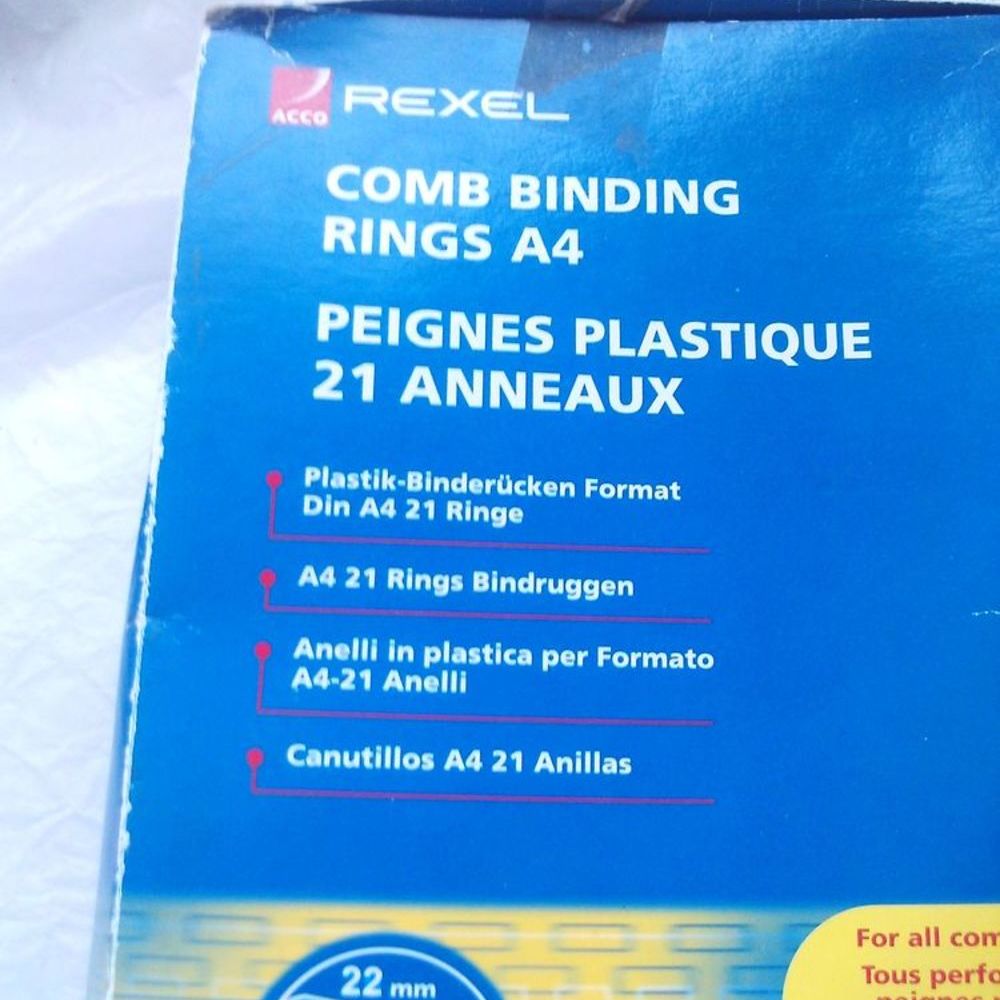 ACCO
REXEL
COMB BINDING
RINGS A4
PEIGNES PLASTIQUE
21 ANNEAUX
Plastik-Binderücken Format
Din A4 21 Ringe
A4 21 Rings Bindruggen
Anelli in plastica per Formato
A4-21 Anelli
Canutillos A4 21 Anillas
22 mm
For all
Tous